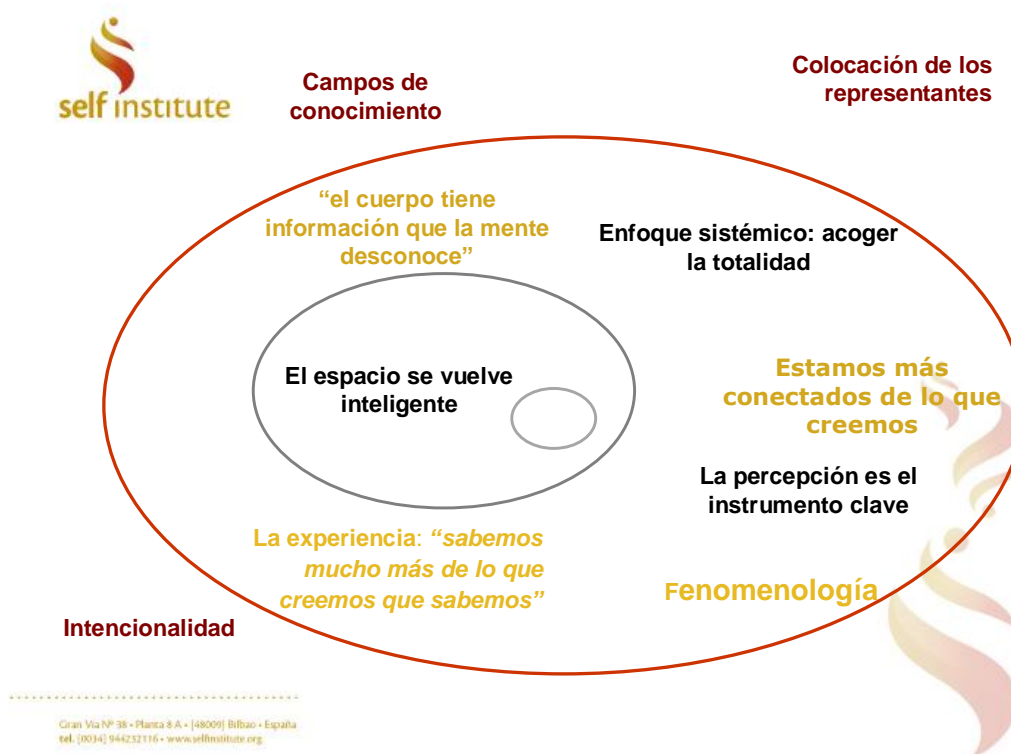 self institute
Campos de
conocimiento
Colocación de los
representantes
“el cuerpo tiene
información que la mente
desconoce”
Enfoque sistémico: acoger
la totalidad
El espacio se vuelve
inteligente
Estamos más
conectados de lo que
creemos
La percepción es el
instrumento clave
La experiencia: “sabemos
mucho más de lo que
creemos que sabemos”
Fenomenología
Intencionalidad
Gran Via Nº 38 • Planta 8 A • [48009] Bilbao • España
tel. [0034] 944232116 • www.selfinstitute.org